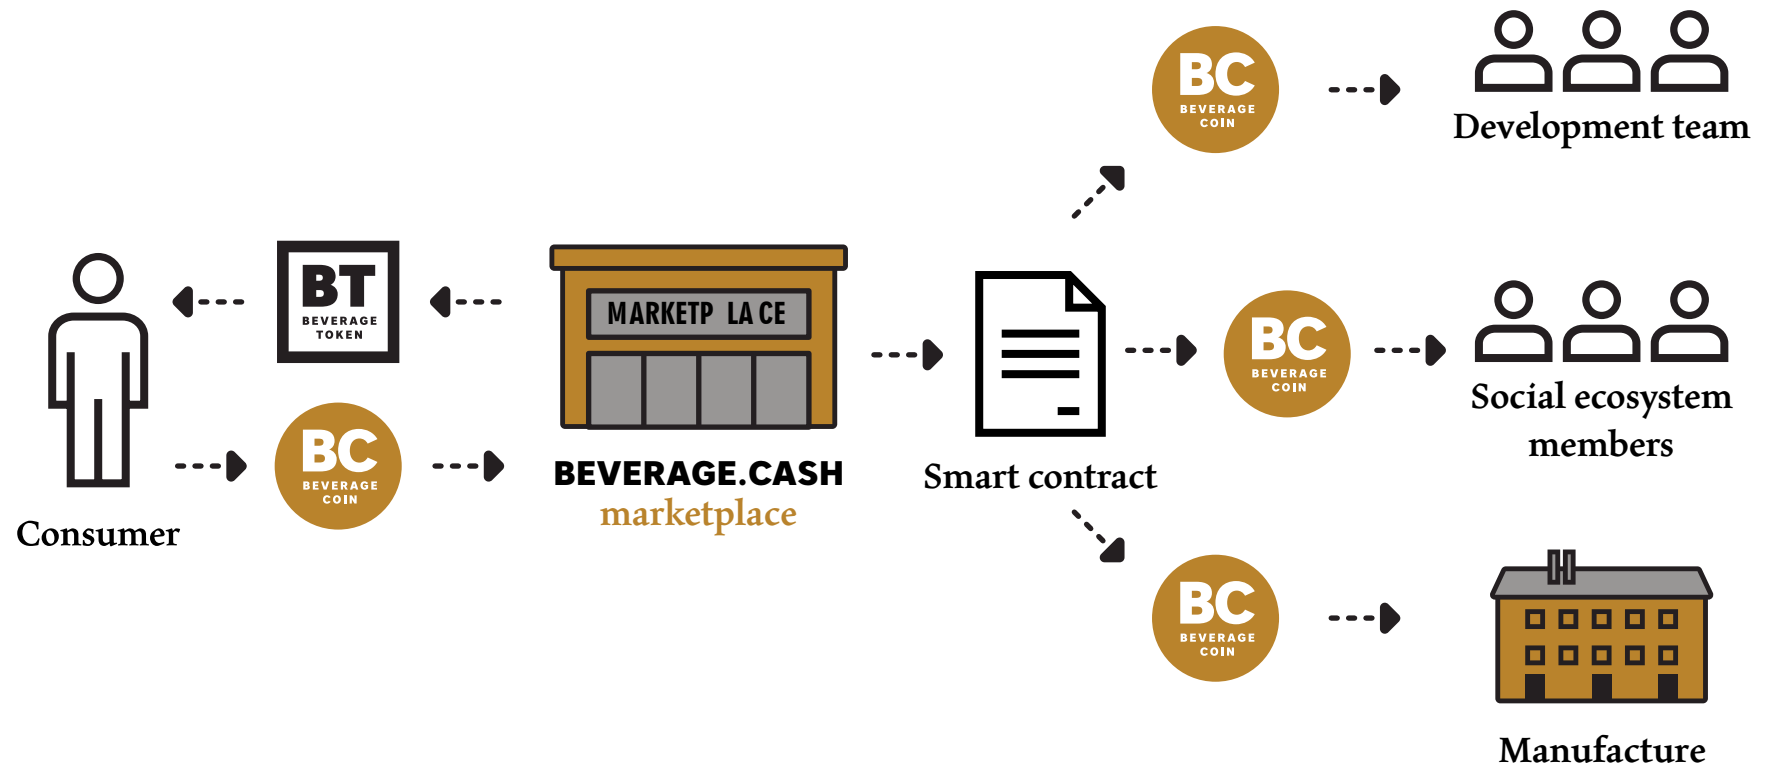 BC
BEVERAGE
COIN
Development team
BT
BEVERAGE
TOKEN
MARKETP LA CE
BC
BEVERAGE
COIN
Social ecosystem
members
BC
BEVERAGE
COIN
BEVERAGE.CASH
marketplace
Smart contract
Consumer
BC
BEVERAGE
COIN
Manufacture